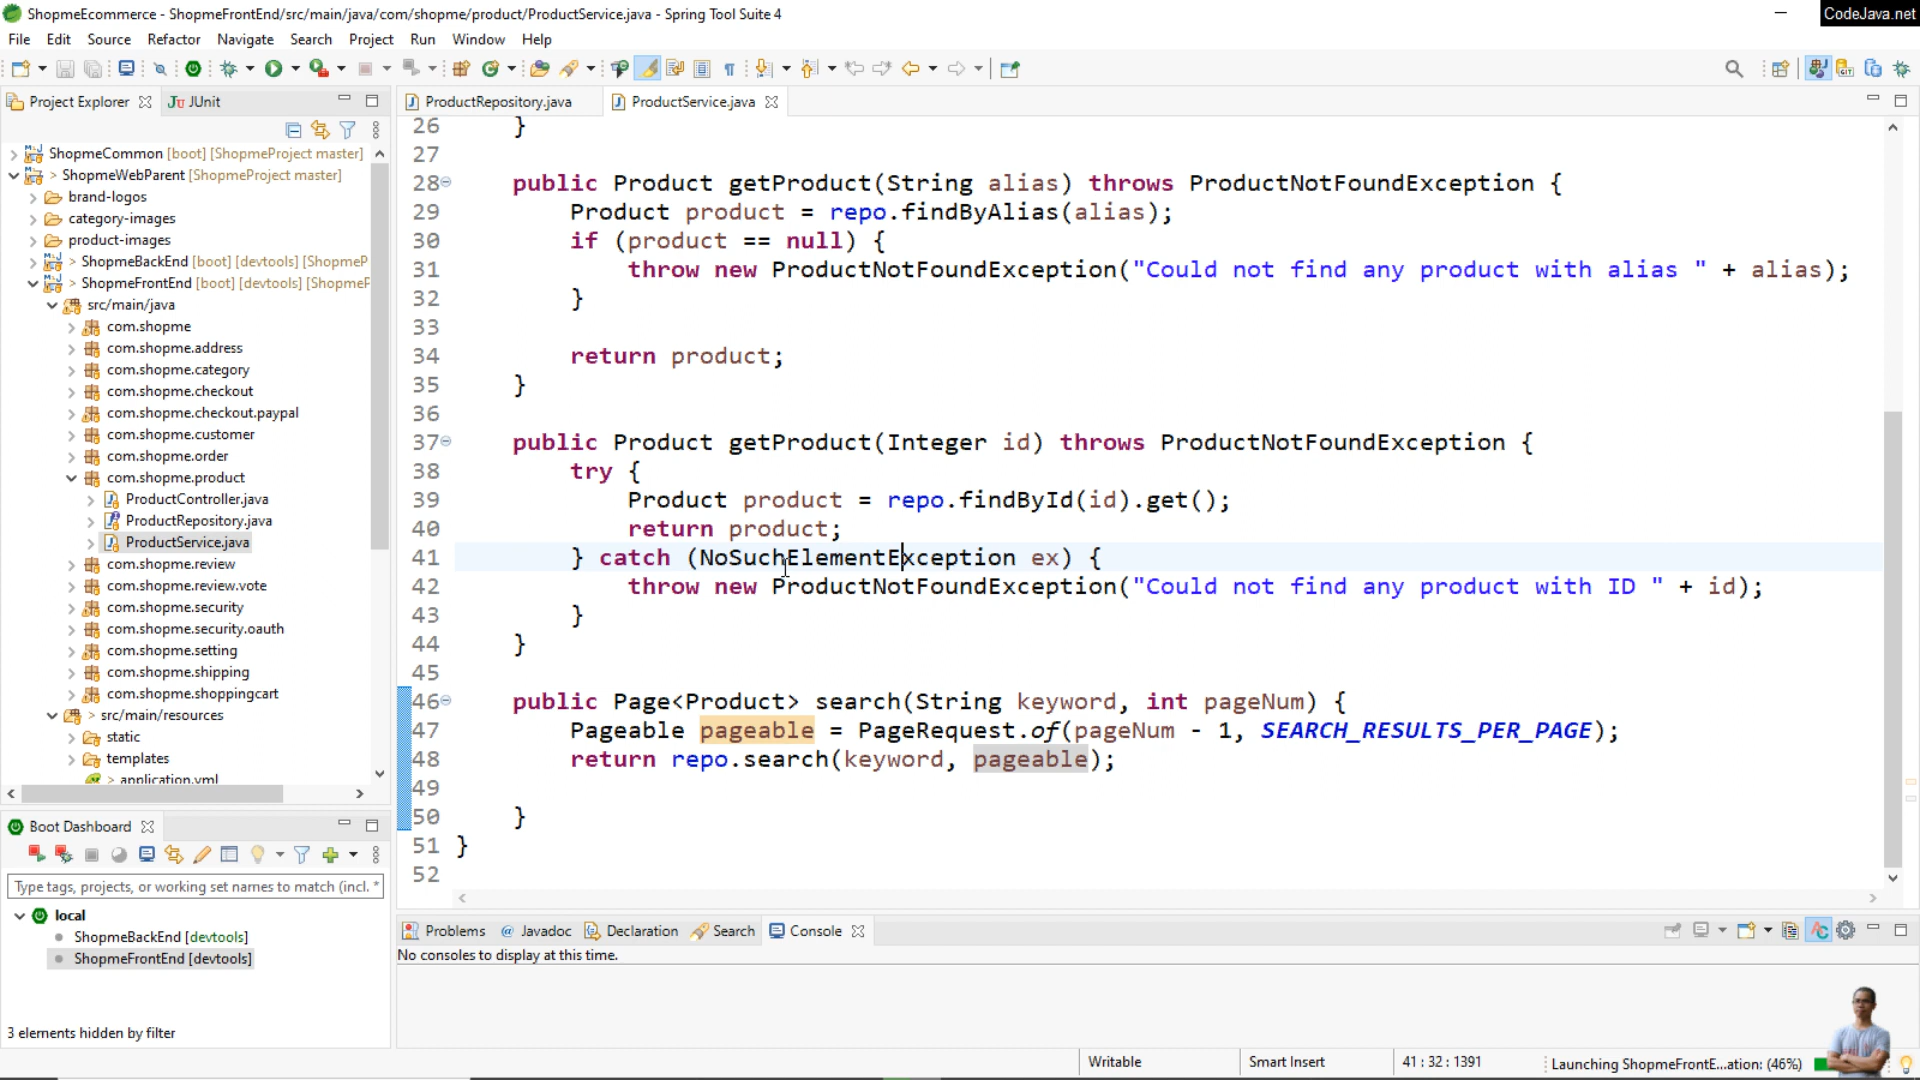 ShopmeEcommerce - ShopmeFrontEnd/src/main/java/com/shopme/product/ProductService.java - Spring Tool Suite 4
CodeJava.net
File Edit Source Refactor Navigate Search Project Run Window Help
Project Explorer JUnit
ProductRepository.java ProductService.java
ShopmeCommon [boot] [ShopmeProject master]
> ShopmeWebParent [ShopmeProject master]
brand-logos
category-images
product-images
> ShopmeBackEnd [boot] [devtools] [ShopmeP
> ShopmeFrontEnd [boot] [devtools] [ShopmeF
src/main/java
com.shopme
com.shopme.address
com.shopme.category
com.shopme.checkout
com.shopme.checkout.paypal
com.shopme.customer
com.shopme.order
com.shopme.product
ProductController.java
ProductRepository.java
ProductService.java
com.shopme.review
com.shopme.review.vote
com.shopme.security
com.shopme.security.oauth
com.shopme.setting
com.shopme.shipping
com.shopme.shoppingcart
> src/main/resources
static
templates
> application.yml
26 }
27
28 public Product getProduct(String alias) throws ProductNotFoundException {
29 Product product = repo.findByAlias(alias);
30 if (product == null) {
31 throw new ProductNotFoundException("Could not find any product with alias " + alias);
32 }
33
34 return product;
35 }
36
37 public Product getProduct(Integer id) throws ProductNotFoundException {
38 try {
39 Product product = repo.findById(id).get();
40 return product;
41 } catch (NoSuchElementException ex) {
42 throw new ProductNotFoundException("Could not find any product with ID " + id);
43 }
44 }
45
46 public Page<Product> search(String keyword, int pageNum) {
47 Pageable pageable = PageRequest.of(pageNum - 1, SEARCH_RESULTS_PER_PAGE);
48 return repo.search(keyword, pageable);
49
50 }
51 }
52
Boot Dashboard
Type tags, projects, or working set names to match (incl. *
local
ShopmeBackEnd [devtools]
ShopmeFrontEnd [devtools]
3 elements hidden by filter
Problems @ Javadoc Declaration Search Console
No consoles to display at this time.
Writable Smart Insert 41 : 32 : 1391 Launching ShopmeFrontE...ation: (46%)